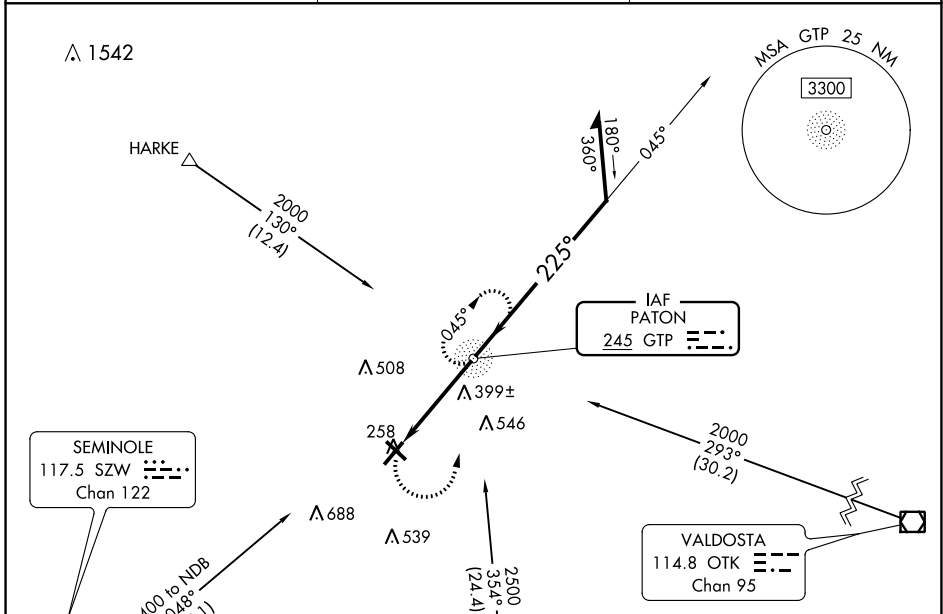 1542
MSA GTP 25 NM
3300
HARKE
2000
130°
(12.4)
180°
360°
045°
225°
045°
IAF
PATON
245 GTP
508
399±
546
258
SEMINOLE
117.5 SZW
Chan 122
2000
293°
(30.2)
688
539
VALDOSTA
114.8 OTK
Chan 95
400 to NDB
048°
2500
354°
(24.4)